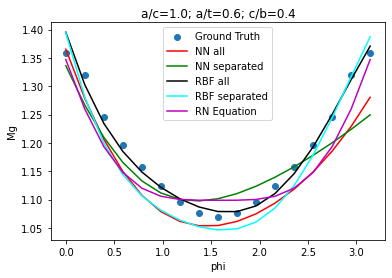 a/c=1.0; a/t=0.6; c/b=0.4
Ground Truth
NN all
NN separated
RBF all
RBF separated
RN Equation
Mg
1.40
1.35
1.30
1.25
1.20
1.15
1.10
1.05
0.0 0.5 1.0 1.5 2.0 2.5 3.0
phi